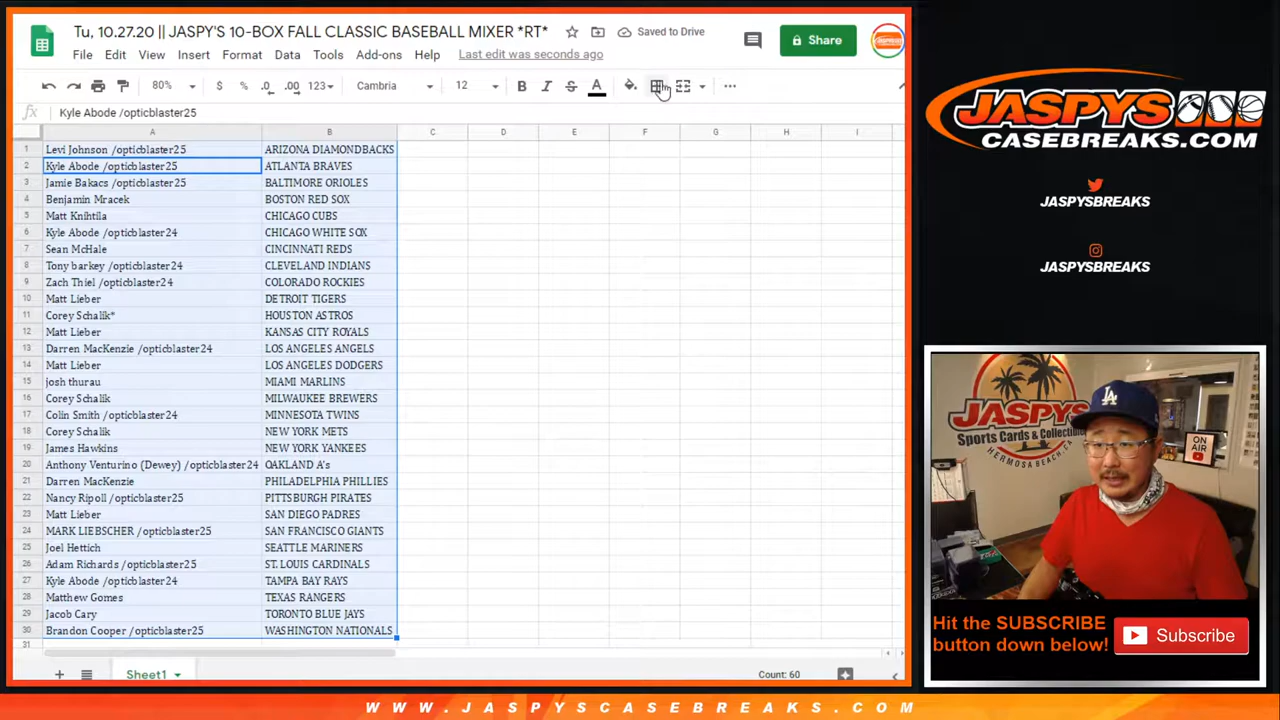 Tu, 10.27.20 || JASPY'S 10-BOX FALL CLASSIC BASEBALL MIXER *RT*
Saved to Drive
Share
File Edit View Insert Format Data Tools Add-ons Help Last edit was seconds ago
80% $ % .0 .00 123 Cambria 12 B I S A
fx Kyle Abode /opticblaster25
A B C D E F G H I
1 Levi Johnson /opticblaster25 ARIZONA DIAMONDBACKS
2 Kyle Abode /opticblaster25 ATLANTA BRAVES
3 Jamie Bakacs /opticblaster25 BALTIMORE ORIOLES
4 Benjamin Mracek BOSTON RED SOX
5 Matt Knihtila CHICAGO CUBS
6 Kyle Abode /opticblaster24 CHICAGO WHITE SOX
7 Sean McHale CINCINNATI REDS
8 Tony barkey /opticblaster24 CLEVELAND INDIANS
9 Zach Thiel /opticblaster24 COLORADO ROCKIES
10 Matt Lieber DETROIT TIGERS
11 Corey Schalik* HOUSTON ASTROS
12 Matt Lieber KANSAS CITY ROYALS
13 Darren MacKenzie /opticblaster24 LOS ANGELES ANGELS
14 Matt Lieber LOS ANGELES DODGERS
15 josh thurau MIAMI MARLINS
16 Corey Schalik MILWAUKEE BREWERS
17 Colin Smith /opticblaster24 MINNESOTA TWINS
18 Corey Schalik NEW YORK METS
19 James Hawkins NEW YORK YANKEES
20 Anthony Venturino (Dewey) /opticblaster24 OAKLAND A's
21 Darren MacKenzie PHILADELPHIA PHILLIES
22 Nancy Ripoll /opticblaster25 PITTSBURGH PIRATES
23 Matt Lieber SAN DIEGO PADRES
24 MARK LIEBSCHER /opticblaster25 SAN FRANCISCO GIANTS
25 Joel Hettich SEATTLE MARINERS
26 Adam Richards /opticblaster25 ST. LOUIS CARDINALS
27 Kyle Abode /opticblaster24 TAMPA BAY RAYS
28 Matthew Gomes TEXAS RANGERS
29 Jacob Cary TORONTO BLUE JAYS
30 Brandon Cooper /opticblaster25 WASHINGTON NATIONALS
31
Sheet1
Count: 60
JASPYS
CASEBREAKS.COM
JASPYSBREAKS
JASPYSBREAKS
JASPYS
Sports Cards & Collectibles
HERMOSA BEACH, CA
LA
ON
AIR
Hit the SUBSCRIBE
button down below!
Subscribe
WWW.JASPYSCASEBREAKS.COM